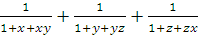 1/(1+x+xy) + 1/(1+y+yz) + 1/(1+z+zx)